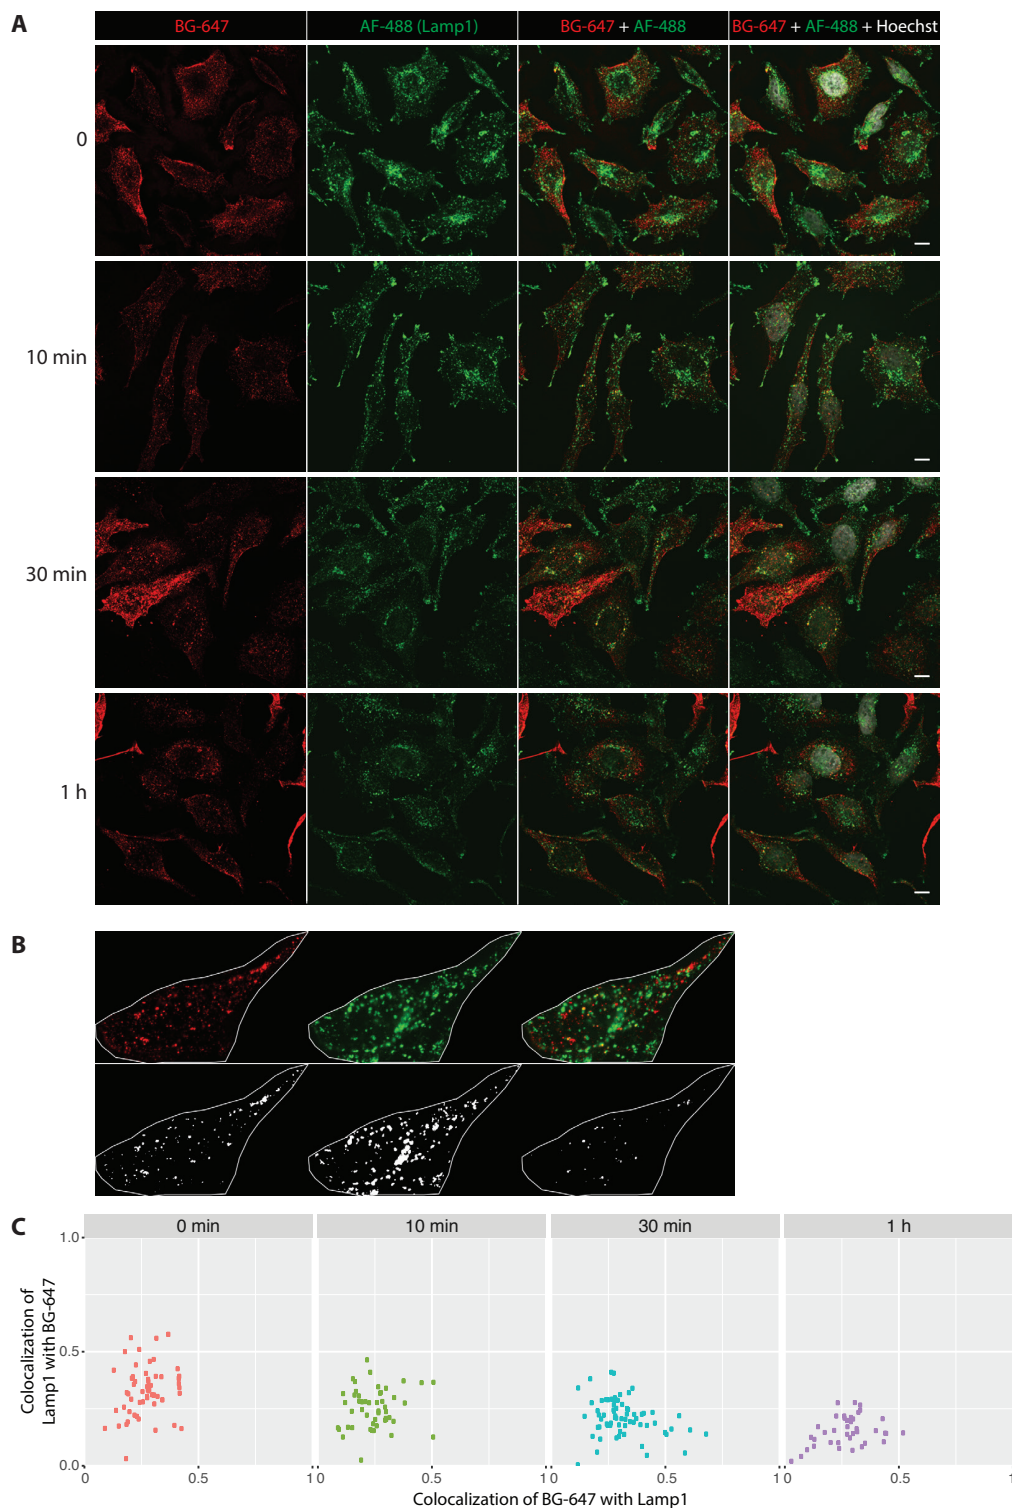 A
BG-647 AF-488 (Lamp1) BG-647 + AF-488 BG-647 + AF-488 + Hoechst
0
10 min
30 min
1 h
B
C
0 min 10 min 30 min 1 h
1.0
0.5
0.0
Colocalization of
Lamp1 with BG-647
0 0.5 1 0 0.5 1 0 0.5 1 0 0.5 1
Colocalization of BG-647 with Lamp1